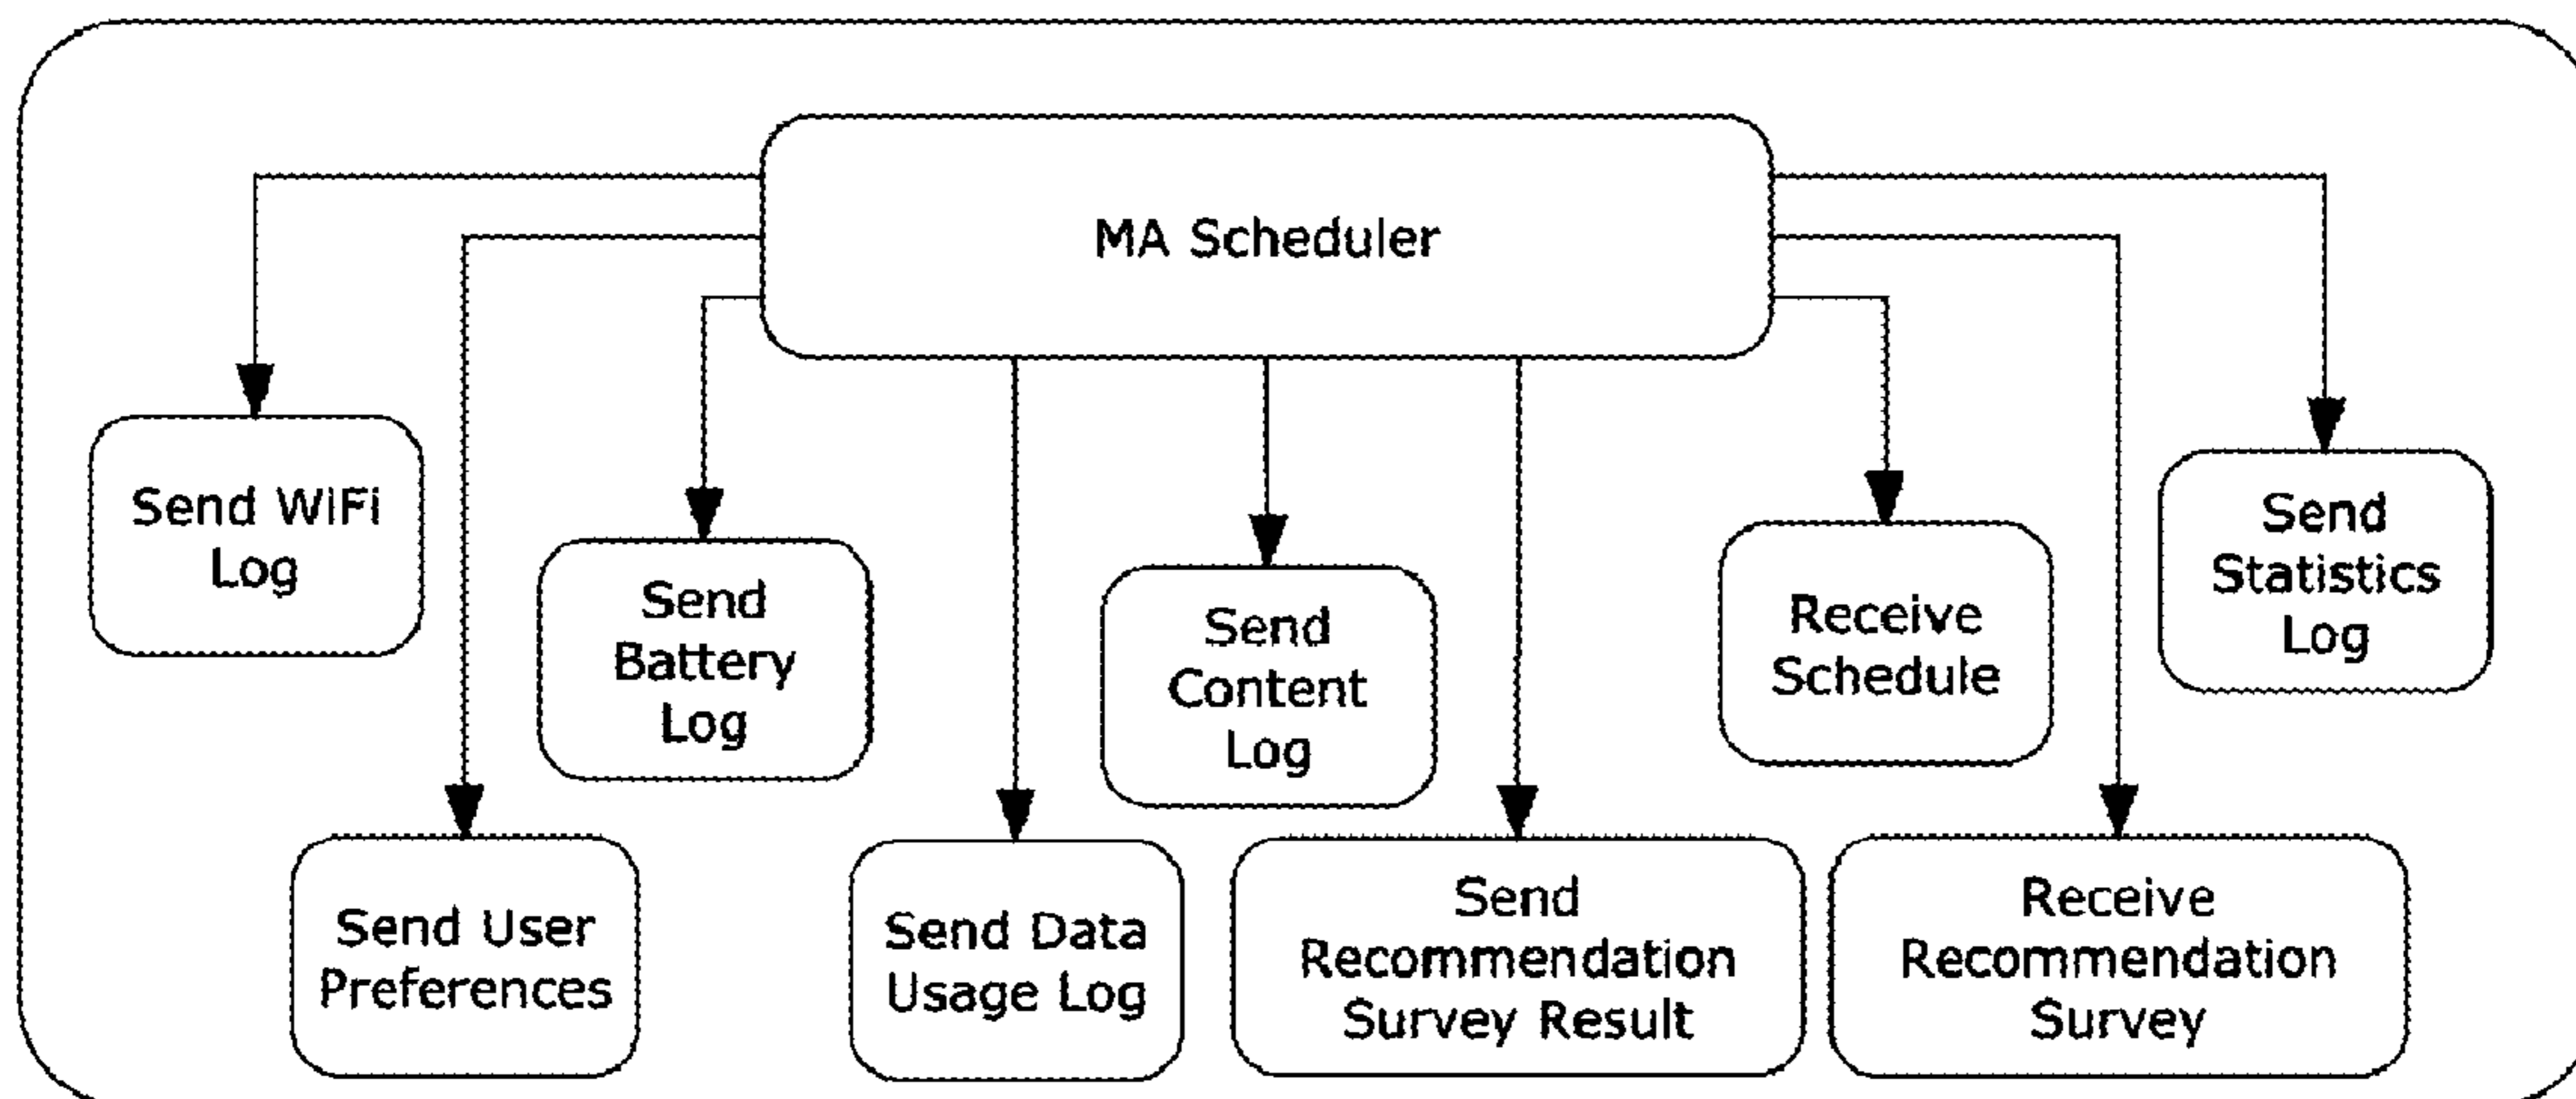 MA Scheduler
Send WiFi
Log
Send
Battery
Log
Send
Content
Log
Receive
Schedule
Send
Statistics
Log
Send User
Preferences
Send Data
Usage Log
Send
Recommendation
Survey Result
Receive
Recommendation
Survey